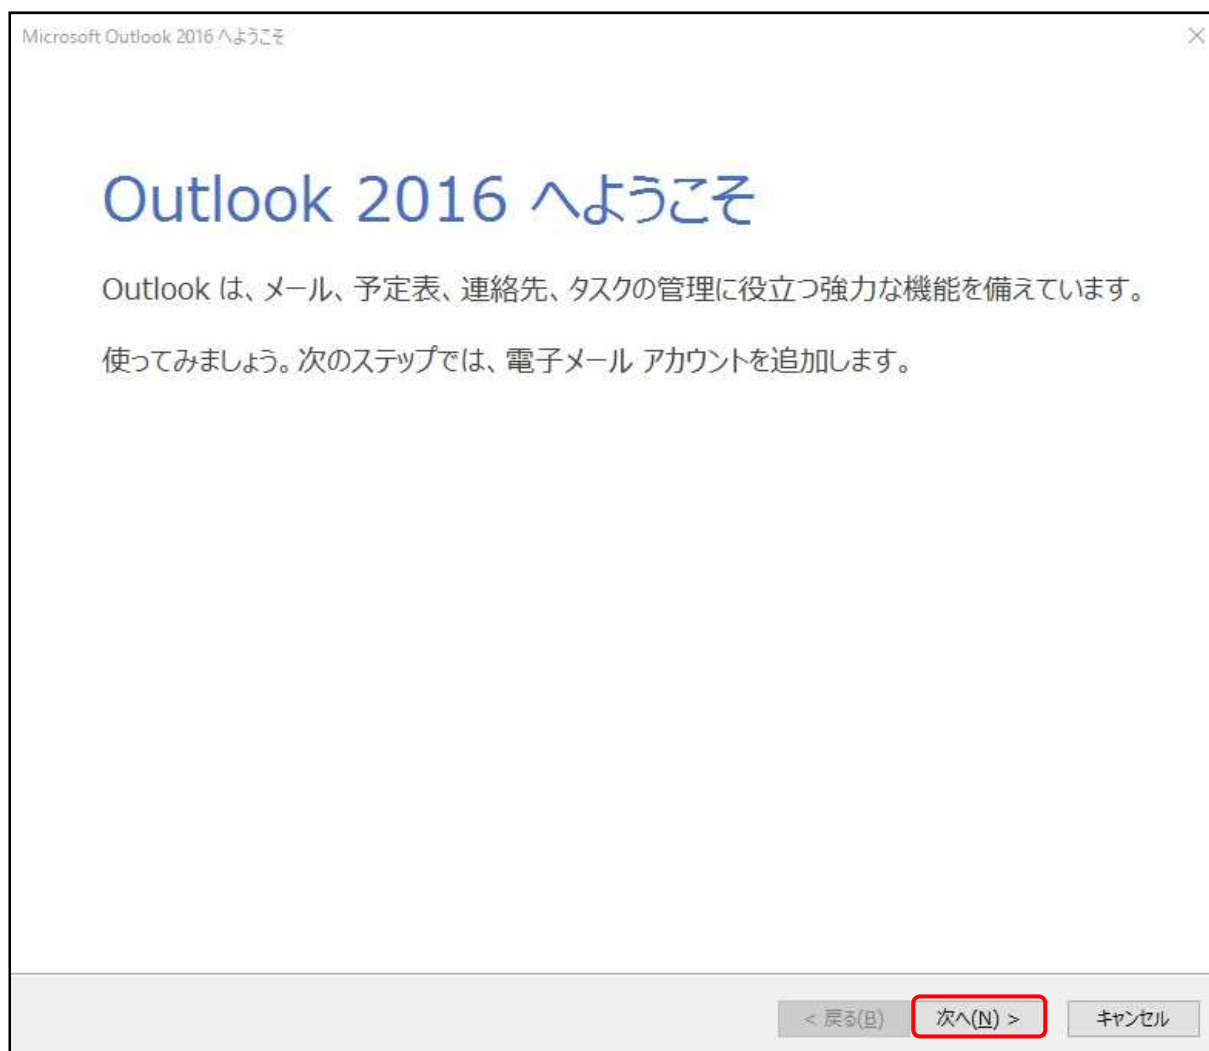 Microsoft Outlook 2016 へようこそ
Outlook 2016 へようこそ
Outlook は、メール、予定表、連絡先、タスクの管理に役立つ強力な機能を備えています。
使ってみましょう。次のステップでは、電子メール アカウントを追加します。
< 戻る(B) 次へ(N) > キャンセル